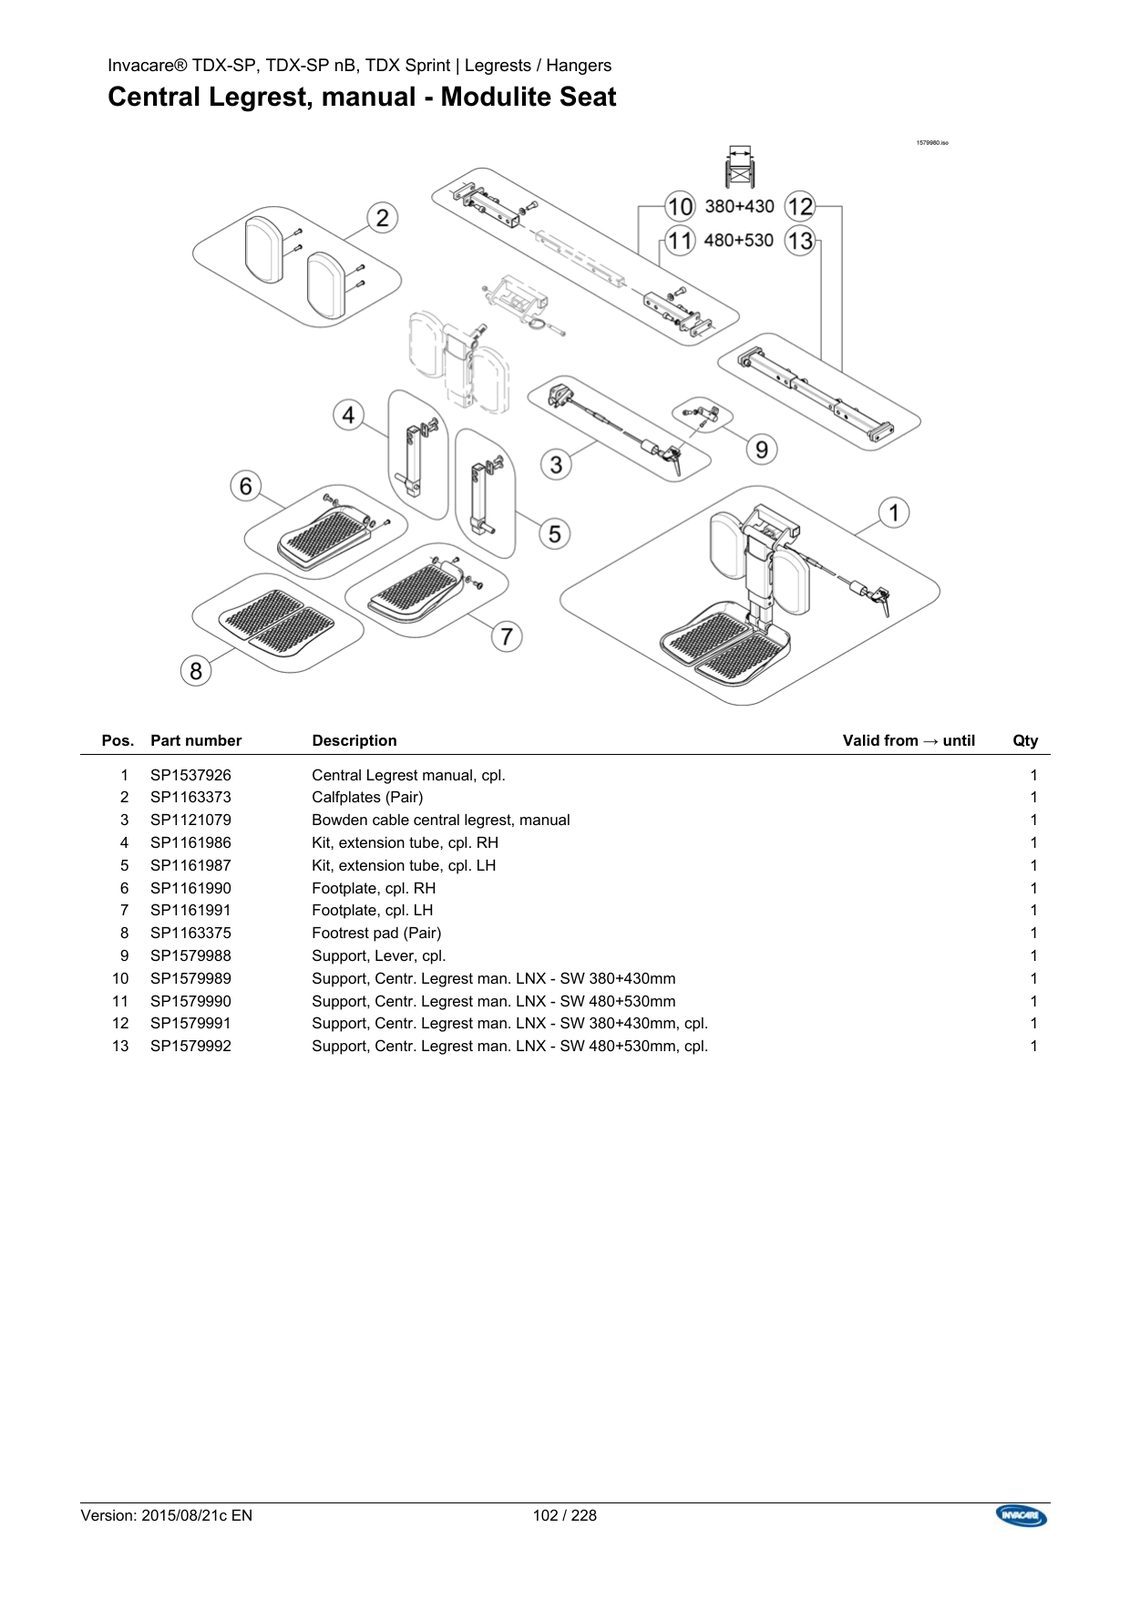 Invacare® TDX-SP, TDX-SP nB, TDX Sprint | Legrests / Hangers
Central Legrest, manual - Modulite Seat
1579980.iso
2
10 380+430 12
11 480+530 13
4
9
3
6
1
5
7
8
Pos. Part number Description Valid from → until Qty
1 SP1537926 Central Legrest manual, cpl. 1
2 SP1163373 Calfplates (Pair) 1
3 SP1121079 Bowden cable central legrest, manual 1
4 SP1161986 Kit, extension tube, cpl. RH 1
5 SP1161987 Kit, extension tube, cpl. LH 1
6 SP1161990 Footplate, cpl. RH 1
7 SP1161991 Footplate, cpl. LH 1
8 SP1163375 Footrest pad (Pair) 1
9 SP1579988 Support, Lever, cpl. 1
10 SP1579989 Support, Centr. Legrest man. LNX - SW 380+430mm 1
11 SP1579990 Support, Centr. Legrest man. LNX - SW 480+530mm 1
12 SP1579991 Support, Centr. Legrest man. LNX - SW 380+430mm, cpl. 1
13 SP1579992 Support, Centr. Legrest man. LNX - SW 480+530mm, cpl. 1
Version: 2015/08/21c EN 102 / 228 INVACARE